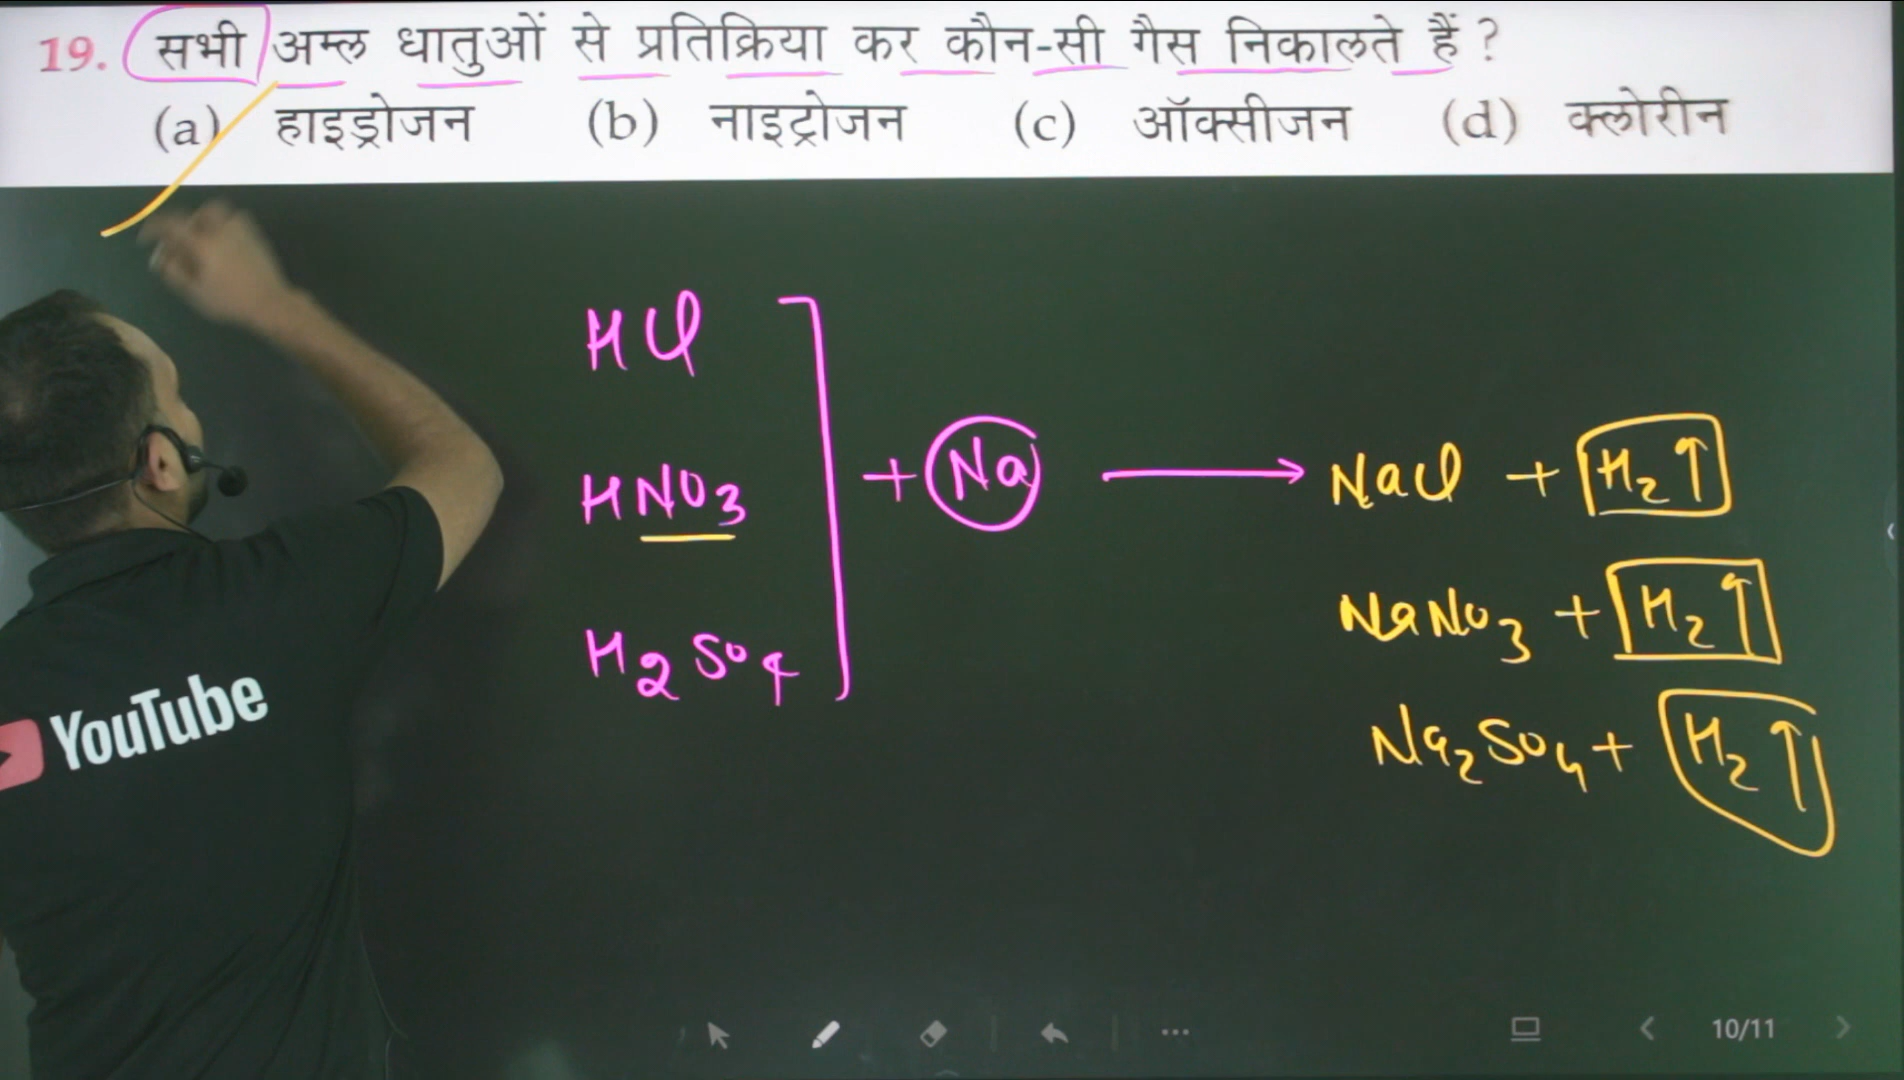 19. सभी अम्ल धातुओं से प्रतिक्रिया कर कौन-सी गैस निकालते हैं ?
(a) हाइड्रोजन (b) नाइट्रोजन (c) ऑक्सीजन (d) क्लोरीन
HCl
HNO3
H2SO4
+ Na → NaCl + H2↑
NaNO3 + H2↑
Na2SO4 + H2↑
YouTube
10/11